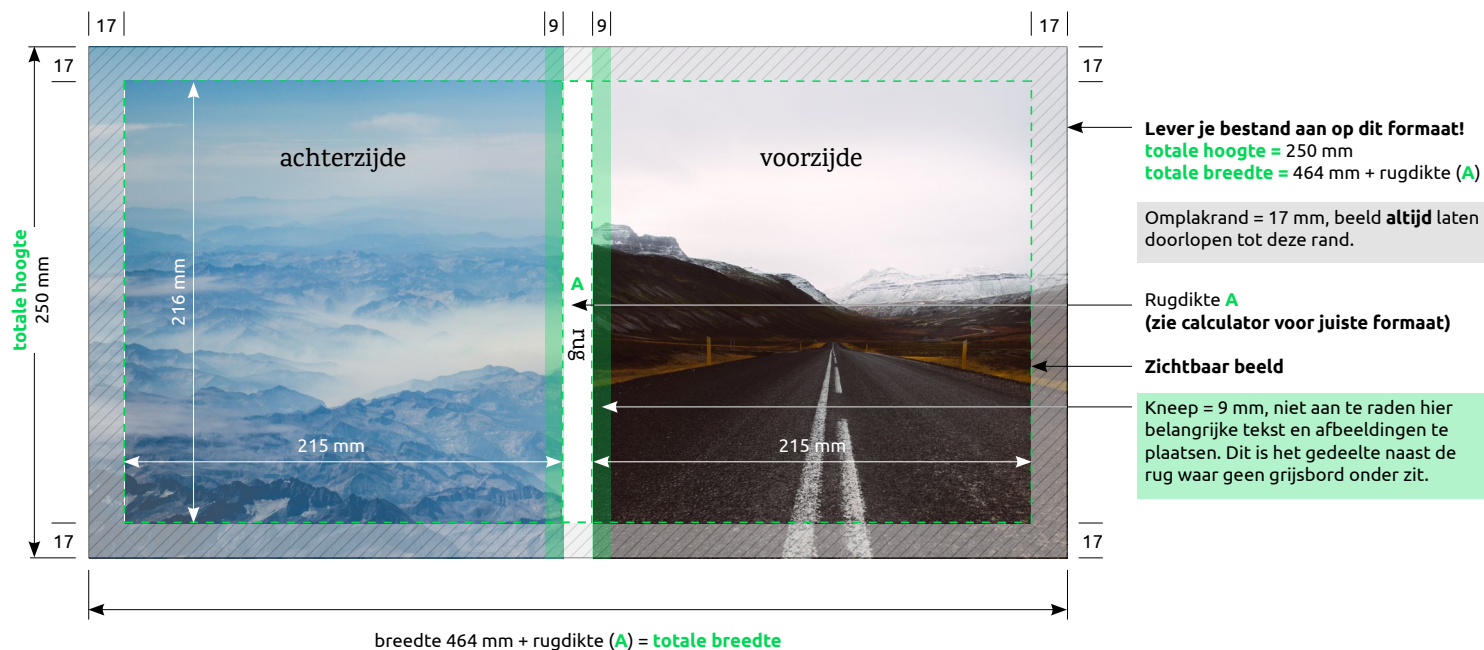 17
9
9
17
17
17
achterzijde
voorzijde
Lever je bestand aan op dit formaat!
totale hoogte = 250 mm
totale breedte = 464 mm + rugdikte (A)
Omplakrand = 17 mm, beeld altijd laten
doorlopen tot deze rand.
totale hoogte
250 mm
216 mm
A
rug
Rugdikte A
(zie calculator voor juiste formaat)
Zichtbaar beeld
Kneep = 9 mm, niet aan te raden hier
belangrijke tekst en afbeeldingen te
plaatsen. Dit is het gedeelte naast de
rug waar geen grijsbord onder zit.
215 mm
215 mm
17
17
breedte 464 mm + rugdikte (A) = totale breedte